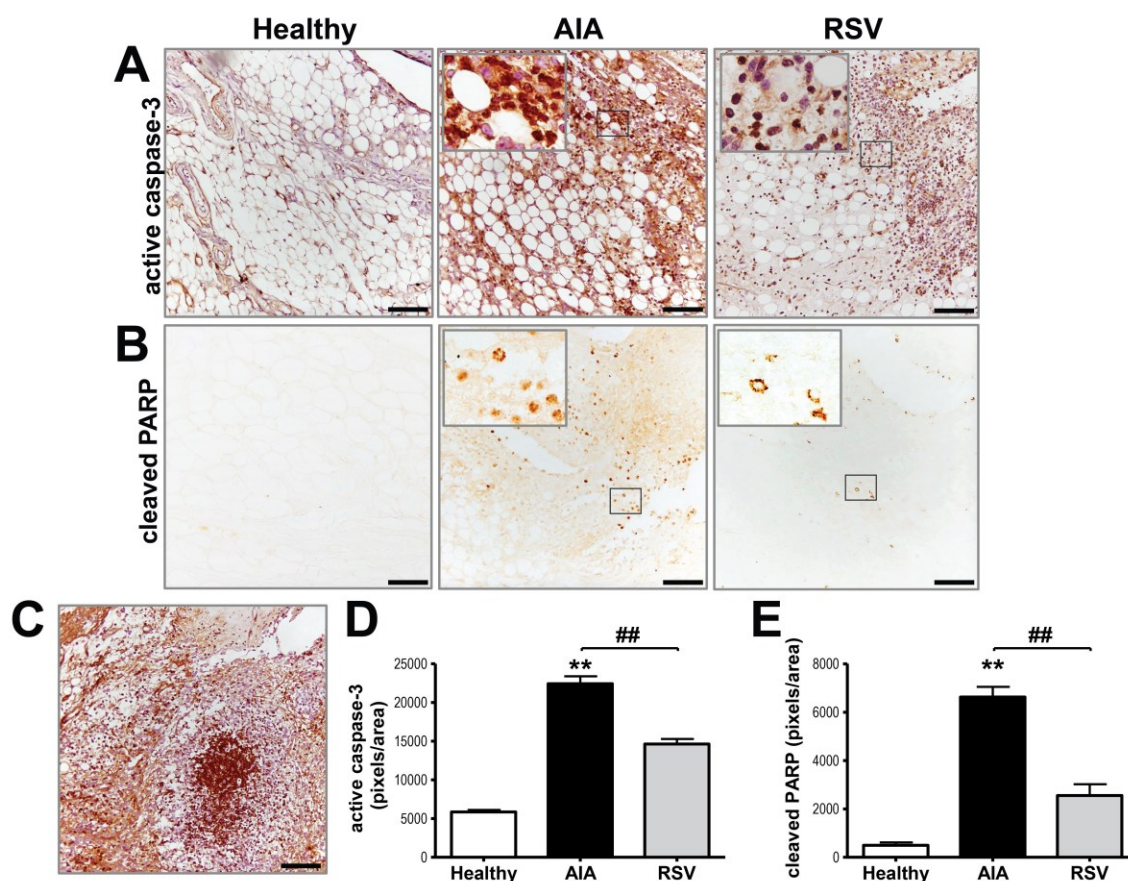 Healthy AIA RSV
A
active caspase-3
B
cleaved PARP
C
D
##
**
active caspase-3
(pixels/area)
25000
20000
15000
10000
5000
0
Healthy AIA RSV
E
##
**
cleaved PARP (pixels/area)
8000
6000
4000
2000
0
Healthy AIA RSV